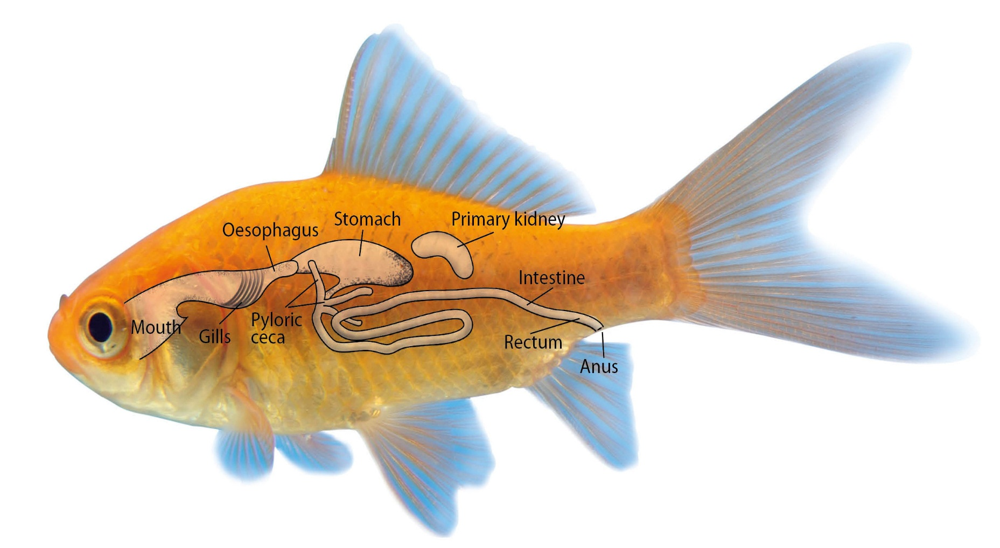 Stomach
Primary kidney
Oesophagus
Intestine
Mouth
Gills
Pyloric
ceca
Rectum
Anus